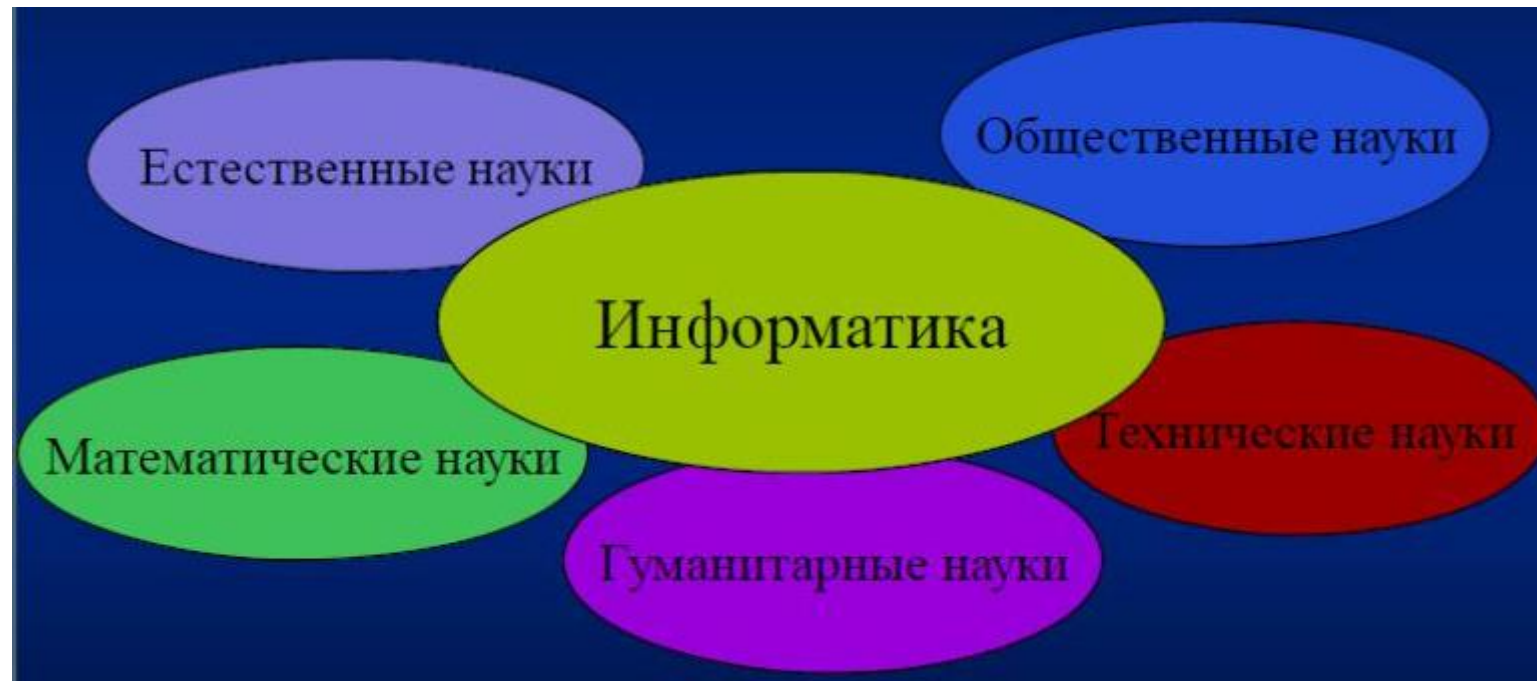 Общественные науки
Естественные науки
Информатика
Технические науки
Математические науки
Гуманитарные науки